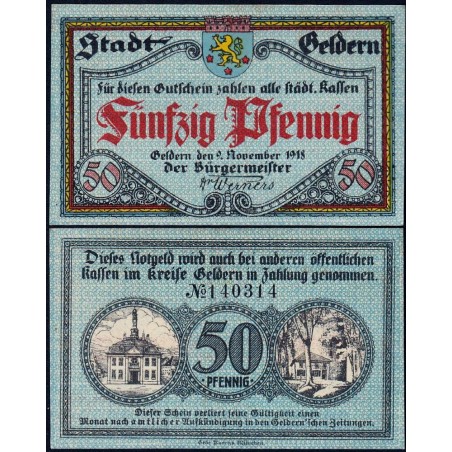 Stadt Geldern
Für diesen Gutschein zahlen alle städt. Kassen
Fünfzig Pfennig
Geldern den 9. November 1918
der Bürgermeister
50 Dr Werners 50
Dieses Notgeld wird auch bei anderen öffentlichen
Kassen im Kreise Geldern in Zahlung genommen.
№ 140314
50
PFENNIG
Dieser Schein verliert seine Gültigkeit einen
Monat nach amtlicher Aufkündigung in den Geldern'schen Zeitungen.